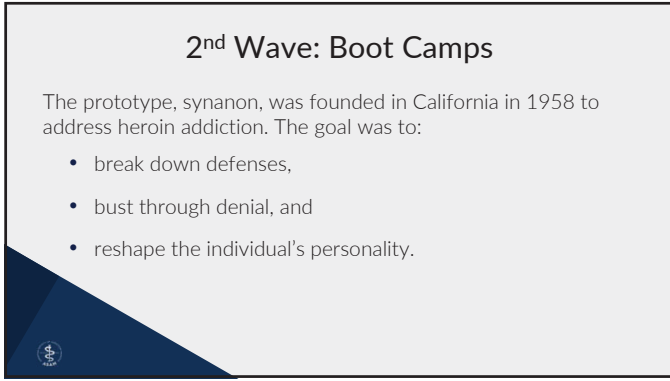 2nd Wave: Boot Camps
The prototype, synanon, was founded in California in 1958 to
address heroin addiction. The goal was to:
• break down defenses,
• bust through denial, and
• reshape the individual's personality.